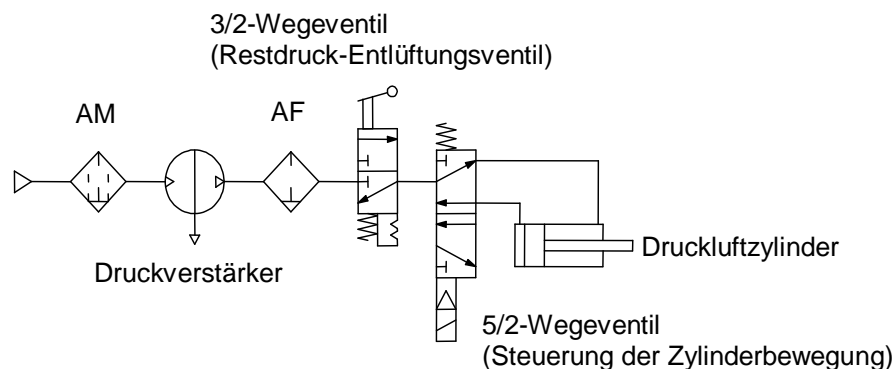 3/2-Wegeventil
(Restdruck-Entlüftungsventil)
AM
AF
Druckverstärker
Druckluftzylinder
5/2-Wegeventil
(Steuerung der Zylinderbewegung)